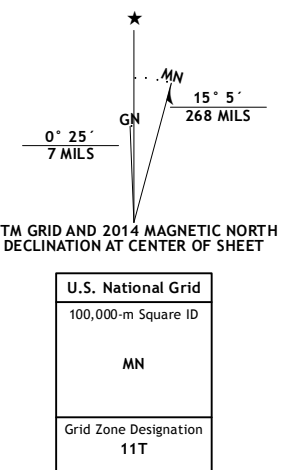 ★
MN
GN
15° 5´
268 MILS
0° 25´
7 MILS
TM GRID AND 2014 MAGNETIC NORTH
DECLINATION AT CENTER OF SHEET
U.S. National Grid
100,000-m Square ID
MN
Grid Zone Designation
11T